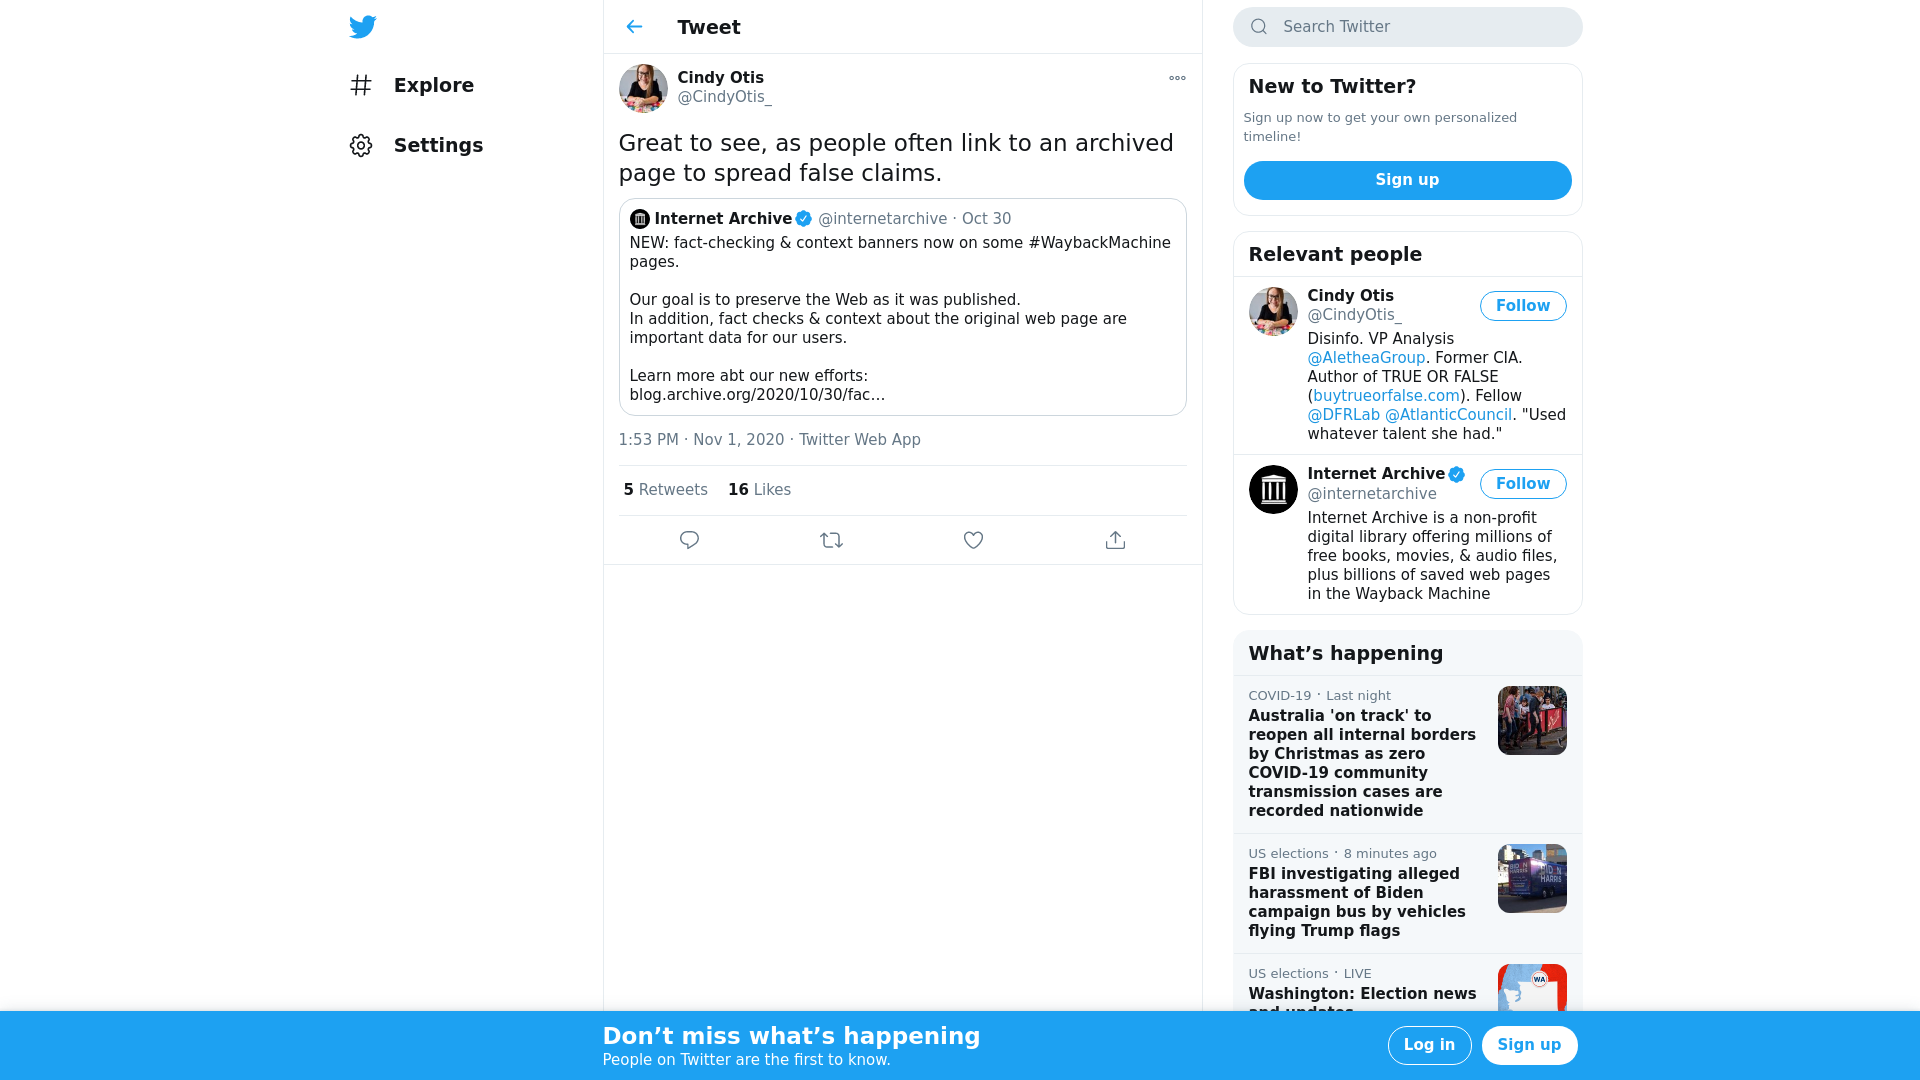 Explore
Settings
Tweet
Cindy Otis
@CindyOtis_
Great to see, as people often link to an archived
page to spread false claims.
Internet Archive @internetarchive · Oct 30
NEW: fact-checking & context banners now on some #WaybackMachine
pages.
Our goal is to preserve the Web as it was published.
In addition, fact checks & context about the original web page are
important data for our users.
Learn more abt our new efforts:
blog.archive.org/2020/10/30/fac…
1:53 PM · Nov 1, 2020 · Twitter Web App
5 Retweets 16 Likes
Search Twitter
New to Twitter?
Sign up now to get your own personalized
timeline!
Sign up
Relevant people
Cindy Otis
@CindyOtis_
Follow
Disinfo. VP Analysis
@AletheaGroup. Former CIA.
Author of TRUE OR FALSE
(buytrueorfalse.com). Fellow
@DFRLab @AtlanticCouncil. "Used
whatever talent she had."
Internet Archive
@internetarchive
Follow
Internet Archive is a non-profit
digital library offering millions of
free books, movies, & audio files,
plus billions of saved web pages
in the Wayback Machine
What’s happening
COVID-19 · Last night
Australia 'on track' to
reopen all internal borders
by Christmas as zero
COVID-19 community
transmission cases are
recorded nationwide
US elections · 8 minutes ago
FBI investigating alleged
harassment of Biden
campaign bus by vehicles
flying Trump flags
BIDEN
HARRIS
US elections · LIVE
Washington: Election news
and updates
WA
Don’t miss what’s happening
People on Twitter are the first to know.
Log in
Sign up